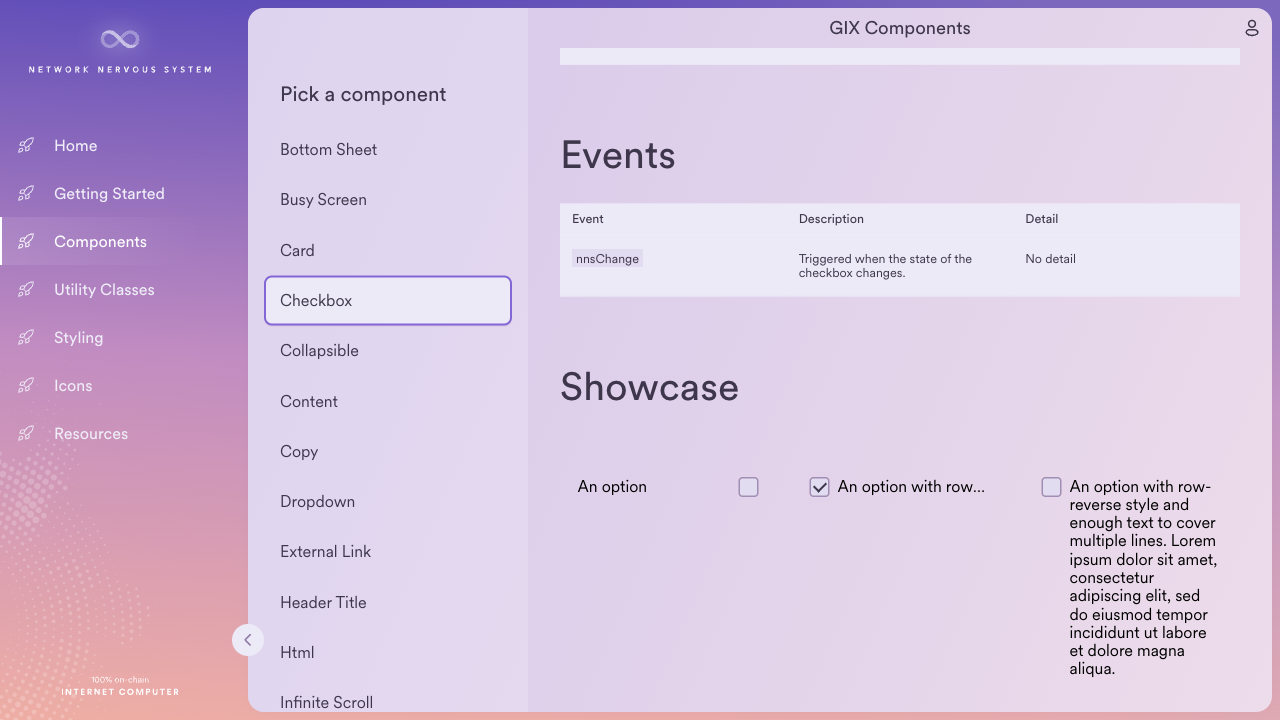 NETWORK NERVOUS SYSTEM
Home
Getting Started
Components
Utility Classes
Styling
Icons
Resources
100% on-chain
INTERNET COMPUTER
Pick a component
Bottom Sheet
Busy Screen
Card
Checkbox
Collapsible
Content
Copy
Dropdown
External Link
Header Title
Html
Infinite Scroll
GIX Components
Events
Event Description Detail
nnsChange Triggered when the state of the No detail
checkbox changes.
Showcase
An option
An option with row...
An option with row-
reverse style and
enough text to cover
multiple lines. Lorem
ipsum dolor sit amet,
consectetur
adipiscing elit, sed
do eiusmod tempor
incididunt ut labore
et dolore magna
aliqua.